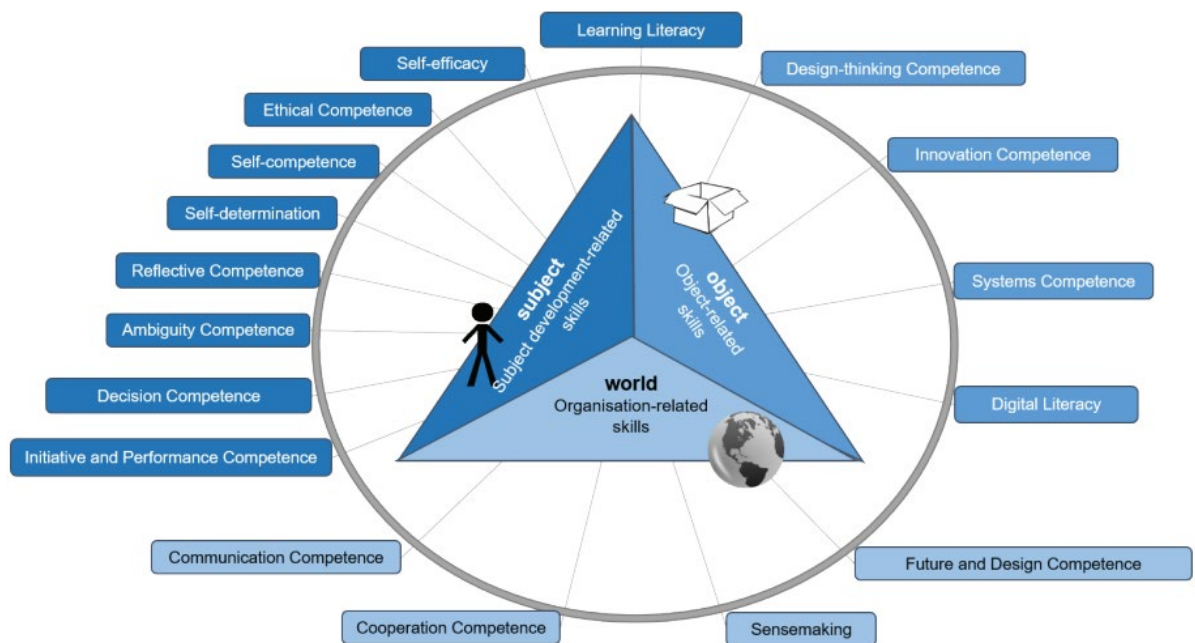 Learning Literacy
Self-efficacy
Design-thinking Competence
Ethical Competence
Innovation Competence
Self-competence
Self-determination
Reflective Competence
Systems Competence
Ambiguity Competence
Decision Competence
Digital Literacy
Initiative and Performance Competence
subject
Subject development-related
skills
object
Object-related
skills
world
Organisation-related
skills
Communication Competence
Future and Design Competence
Cooperation Competence
Sensemaking